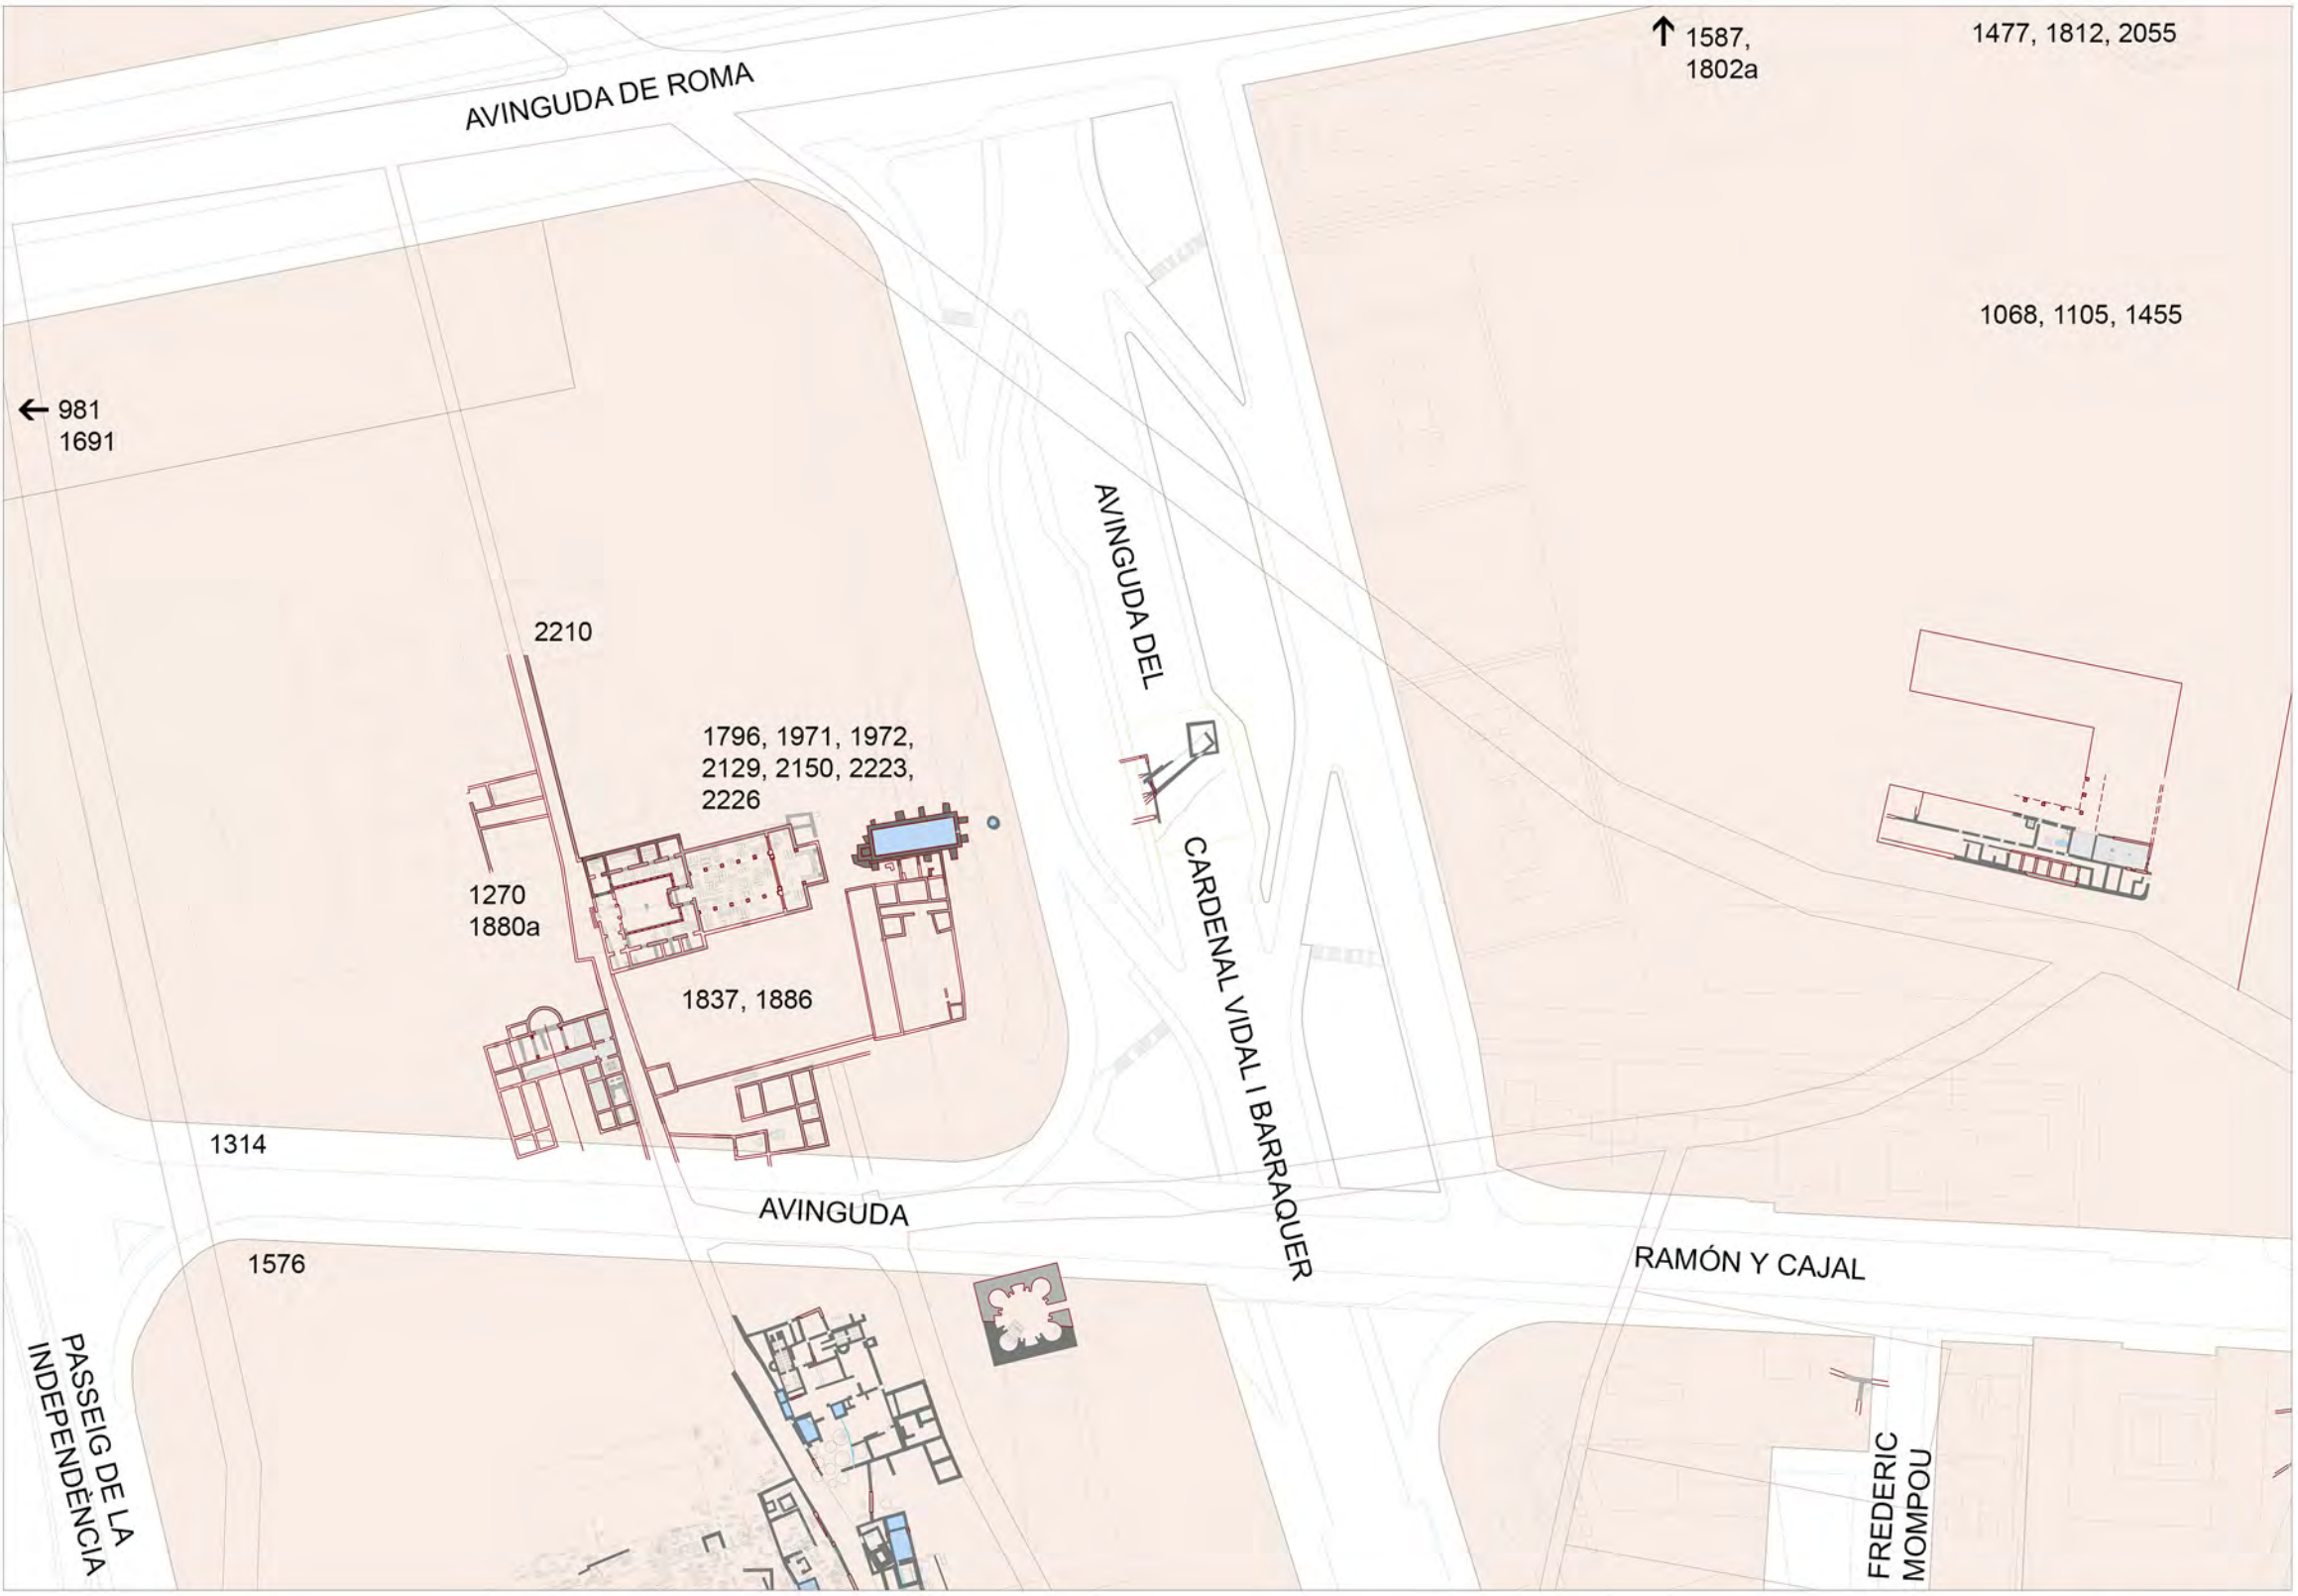 ↑ 1587,
1802a
1477, 1812, 2055
AVINGUDA DE ROMA
1068, 1105, 1455
← 981
1691
AVINGUDA DEL
CARDENAL VIDAL I BARRAQUER
2210
1796, 1971, 1972,
2129, 2150, 2223,
2226
1270
1880a
1837, 1886
1314
AVINGUDA
RAMÓN Y CAJAL
1576
PASSEIG DE LA
INDEPENDÈNCIA
FREDERIC
MOMPOU